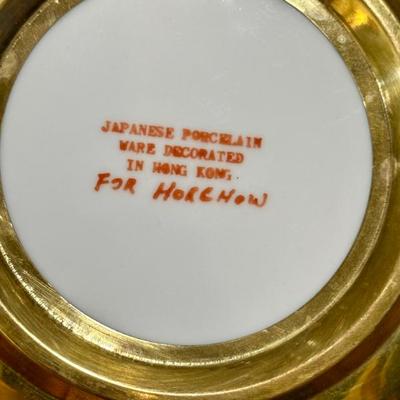 JAPANESE PORCELAIN
WARE DECORATED
IN HONG KONG.
FOR HORCHOW